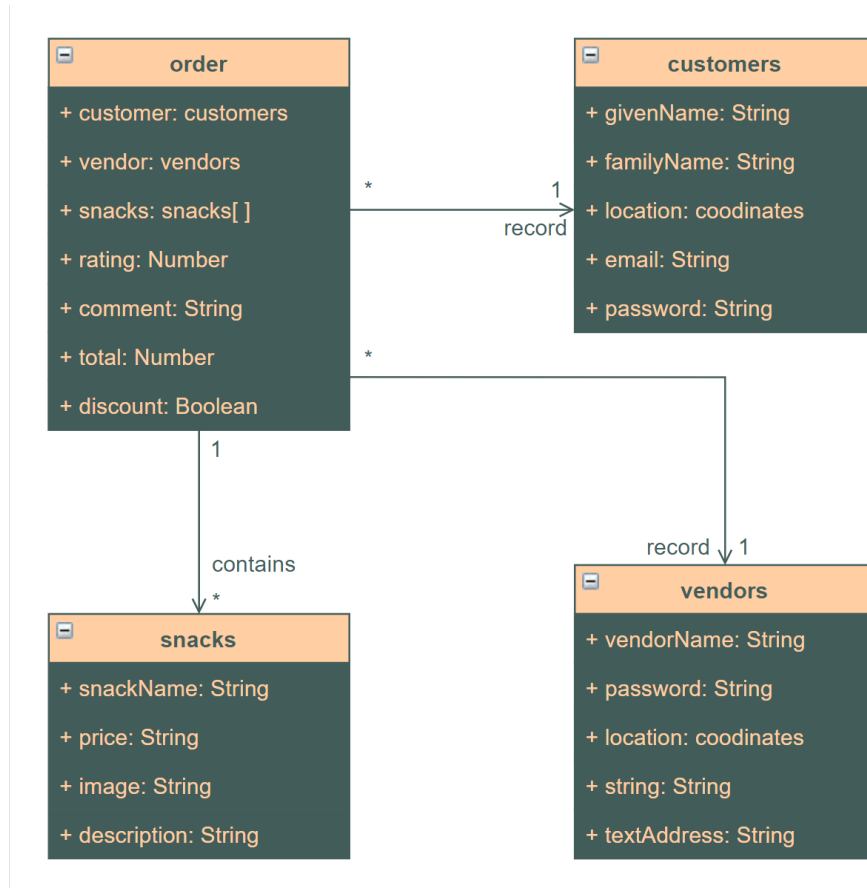 order
+ customer: customers
+ vendor: vendors
+ snacks: snacks[ ]
+ rating: Number
+ comment: String
+ total: Number
+ discount: Boolean
customers
+ givenName: String
+ familyName: String
+ location: coodinates
+ email: String
+ password: String
* 1
record
*
record 1
1
contains
*
snacks
+ snackName: String
+ price: String
+ image: String
+ description: String
vendors
+ vendorName: String
+ password: String
+ location: coodinates
+ string: String
+ textAddress: String